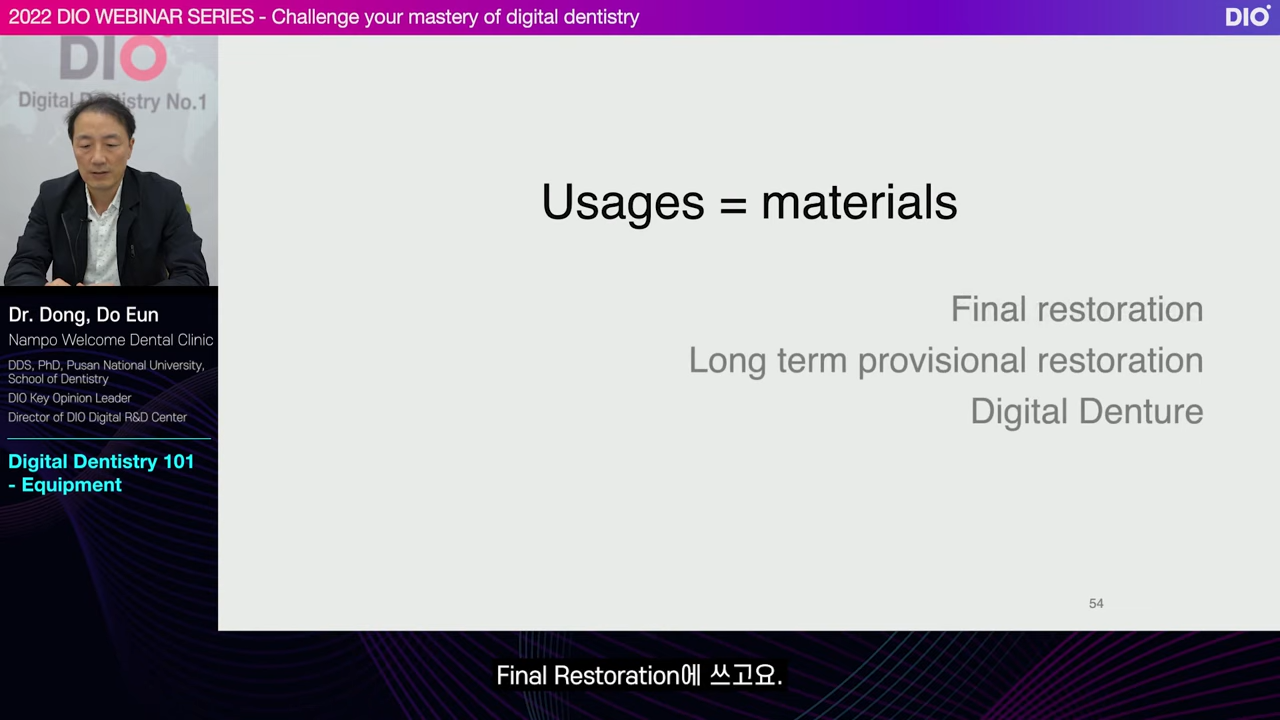 2022 DIO WEBINAR SERIES - Challenge your mastery of digital dentistry
DIO
DIO
Digital Dentistry No.1
Dr. Dong, Do Eun
Nampo Welcome Dental Clinic
DDS, PhD, Pusan National University,
School of Dentistry
DIO Key Opinion Leader
Director of DIO Digital R&D Center
Digital Dentistry 101
- Equipment
Usages = materials
Final restoration
Long term provisional restoration
Digital Denture
54
Final Restoration에 쓰고요.